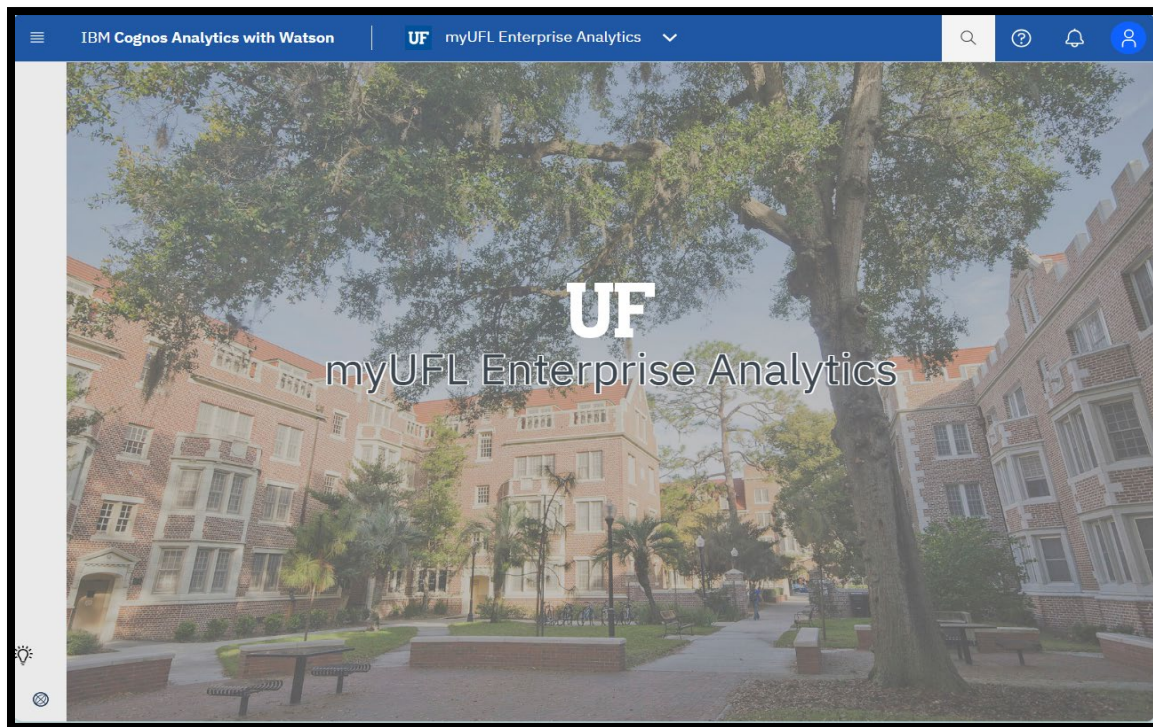 IBM Cognos Analytics with Watson
UF myUFL Enterprise Analytics
UF
myUFL Enterprise Analytics